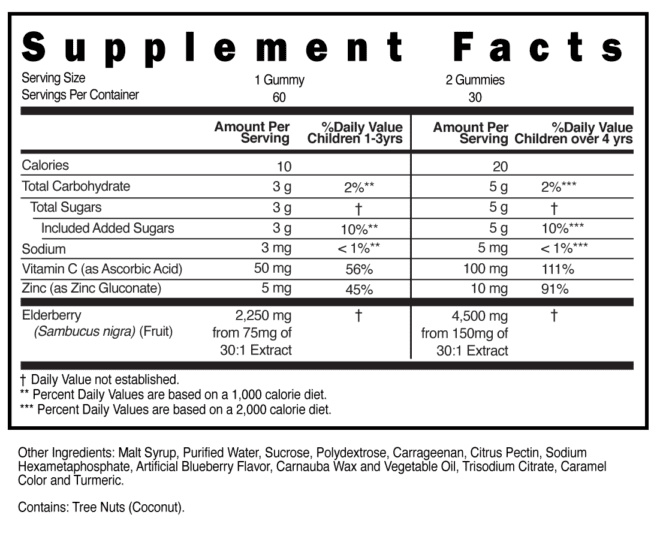 Supplement Facts
Serving Size 1 Gummy 2 Gummies
Servings Per Container 60 30
Amount Per Serving %Daily Value Children 1-3yrs Amount Per Serving %Daily Value Children over 4 yrs
Calories 10 20
Total Carbohydrate 3 g 2%** 5 g 2%***
Total Sugars 3 g † 5 g †
Included Added Sugars 3 g 10%** 5 g 10%***
Sodium 3 mg < 1%** 5 mg < 1%***
Vitamin C (as Ascorbic Acid) 50 mg 56% 100 mg 111%
Zinc (as Zinc Gluconate) 5 mg 45% 10 mg 91%
Elderberry 2,250 mg † 4,500 mg †
(Sambucus nigra) (Fruit) from 75mg of from 150mg of
30:1 Extract 30:1 Extract
† Daily Value not established.
** Percent Daily Values are based on a 1,000 calorie diet.
*** Percent Daily Values are based on a 2,000 calorie diet.
Other Ingredients: Malt Syrup, Purified Water, Sucrose, Polydextrose, Carrageenan, Citrus Pectin, Sodium
Hexametaphosphate, Artificial Blueberry Flavor, Carnauba Wax and Vegetable Oil, Trisodium Citrate, Caramel
Color and Turmeric.
Contains: Tree Nuts (Coconut).